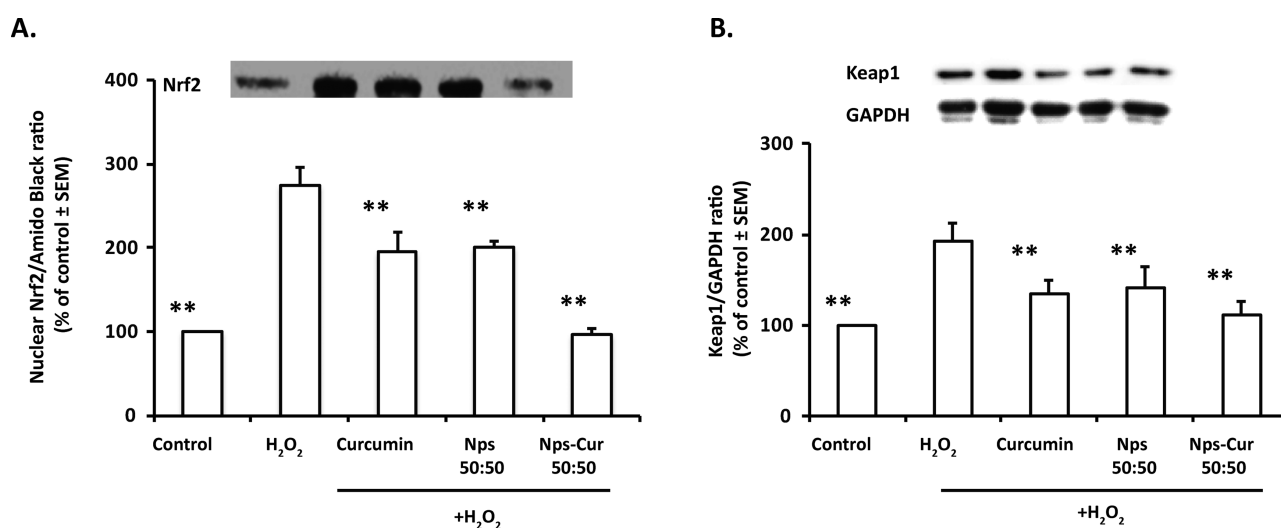 A.
Nrf2
Nuclear Nrf2/Amido Black ratio
(% of control ± SEM)
400
300
200
100
0
**
**
**
**
Control
H₂O₂
Curcumin
Nps
50:50
Nps-Cur
50:50
+H₂O₂
B.
Keap1
GAPDH
Keap1/GAPDH ratio
(% of control ± SEM)
300
200
100
0
**
**
**
**
Control
H₂O₂
Curcumin
Nps
50:50
Nps-Cur
50:50
+H₂O₂